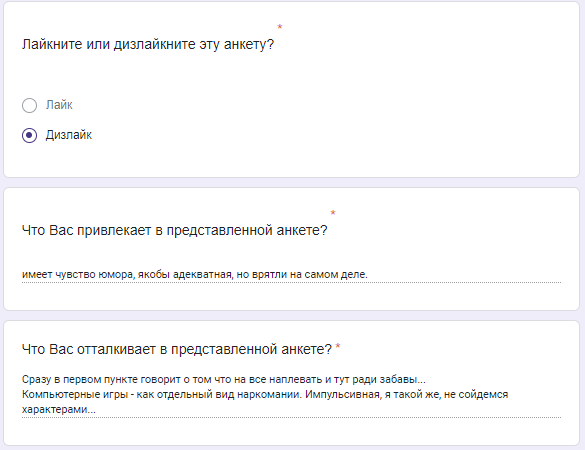 Лайкните или дизлайкните эту анкету? *
Лайк
Дизлайк
Что Вас привлекает в представленной анкете? *
имеет чувство юмора, якобы адекватная, но врятли на самом деле.
Что Вас отталкивает в представленной анкете? *
Сразу в первом пункте говорит о том что на все наплевать и тут ради забавы...
Компьютерные игры - как отдельный вид наркомании. Импульсивная, я такой же, не сойдемся
характерами...